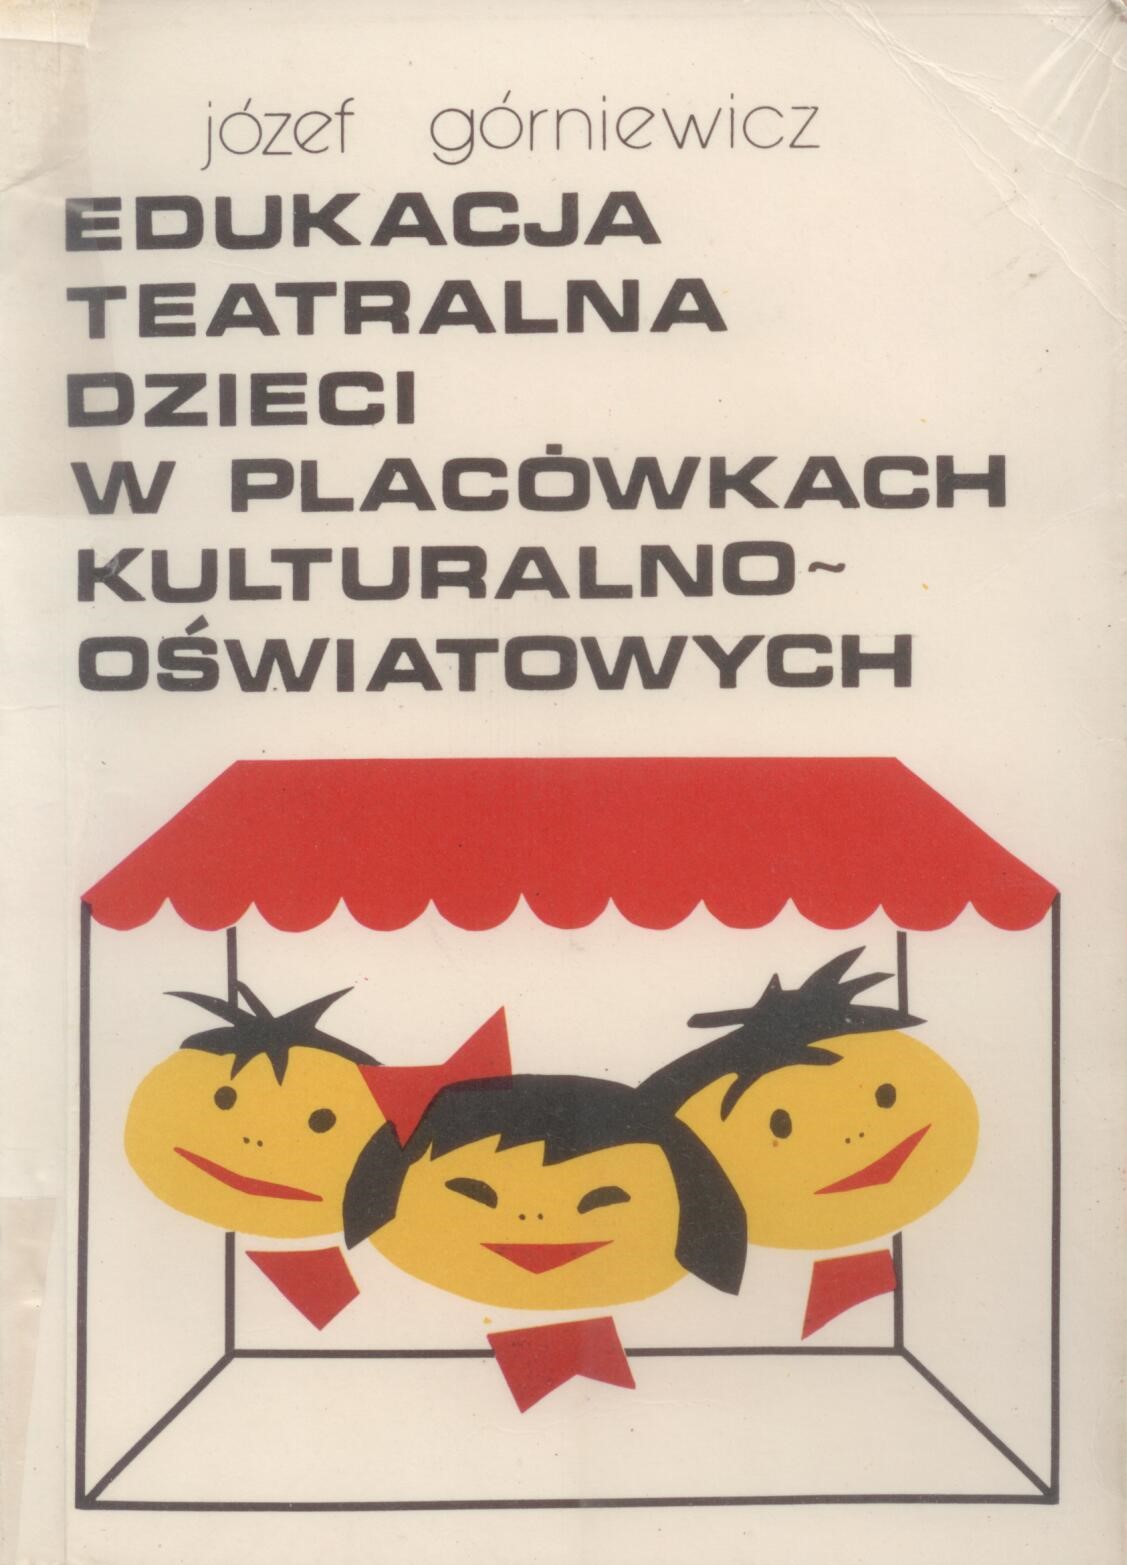 józef górniewicz
EDUKACJA
TEATRALNA
DZIECI
W PLACÓWKACH
KULTURALNO~
OŚWIATOWYCH